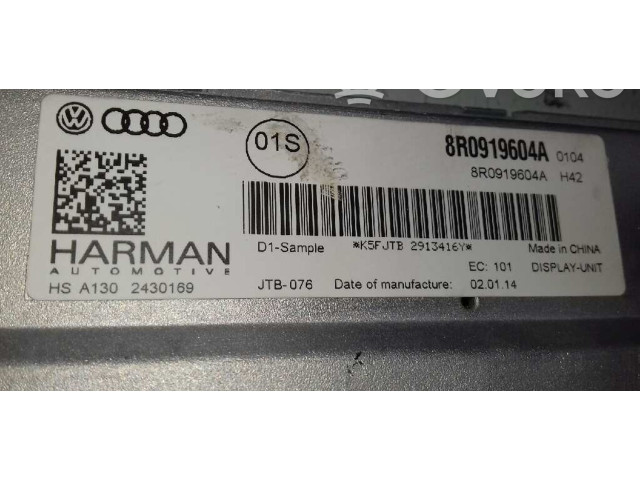 01S
8R0919604A 0104
8R0919604A H42
HARMAN
AUTOMOTIVE
D1-Sample *K5FJTB 2913416Y* Made in CHINA
EC: 101 DISPLAY-UNIT
HS A130 2430169 JTB-076 Date of manufacture: 02.01.14